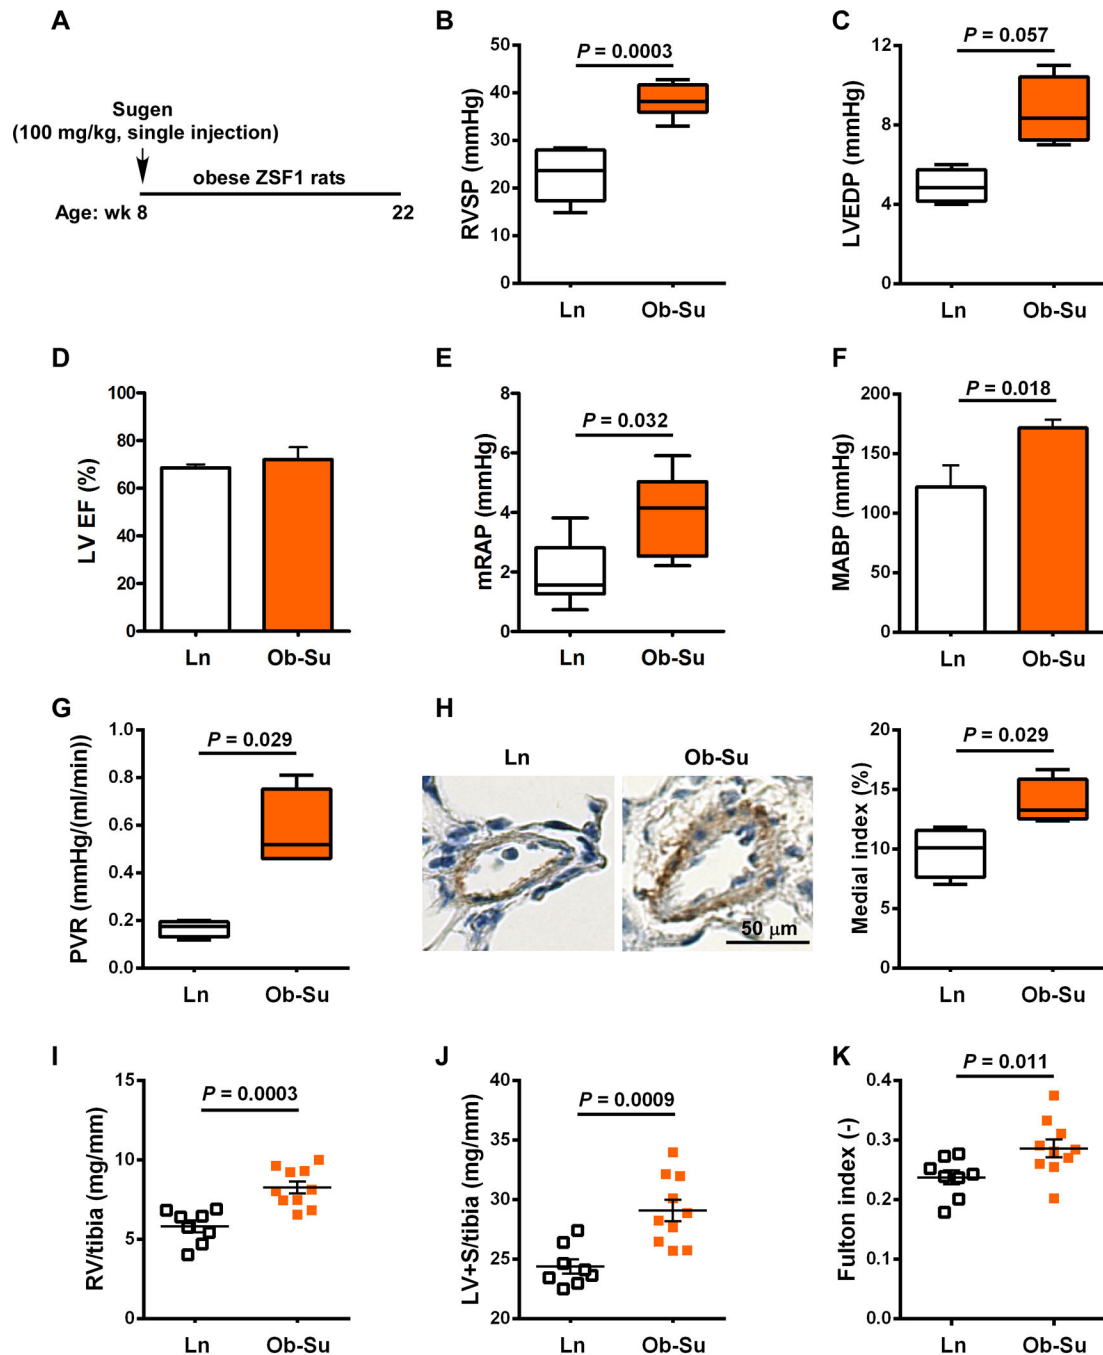 A
Sugen
(100 mg/kg, single injection)
obese ZSF1 rats
Age: wk 8
22
B
P = 0.0003
RVSP (mmHg)
50
40
30
20
10
0
Ln
Ob-Su
C
P = 0.057
LVEDP (mmHg)
12
8
4
0
Ln
Ob-Su
D
LV EF (%)
100
80
60
40
20
0
Ln
Ob-Su
E
P = 0.032
mRAP (mmHg)
8
6
4
2
0
Ln
Ob-Su
F
P = 0.018
MABP (mmHg)
200
150
100
50
0
Ln
Ob-Su
G
P = 0.029
PVR (mmHg/(ml/min))
1.0
0.8
0.6
0.4
0.2
0.0
Ln
Ob-Su
H
Ln
Ob-Su
50 µm
P = 0.029
Medial index (%)
20
15
10
5
0
Ln
Ob-Su
I
P = 0.0003
RV/tibia (mg/mm)
15
10
5
0
Ln
Ob-Su
J
P = 0.0009
LV+S/tibia (mg/mm)
40
35
30
25
20
Ln
Ob-Su
K
P = 0.011
Fulton index (-)
0.4
0.3
0.2
0.1
0.0
Ln
Ob-Su